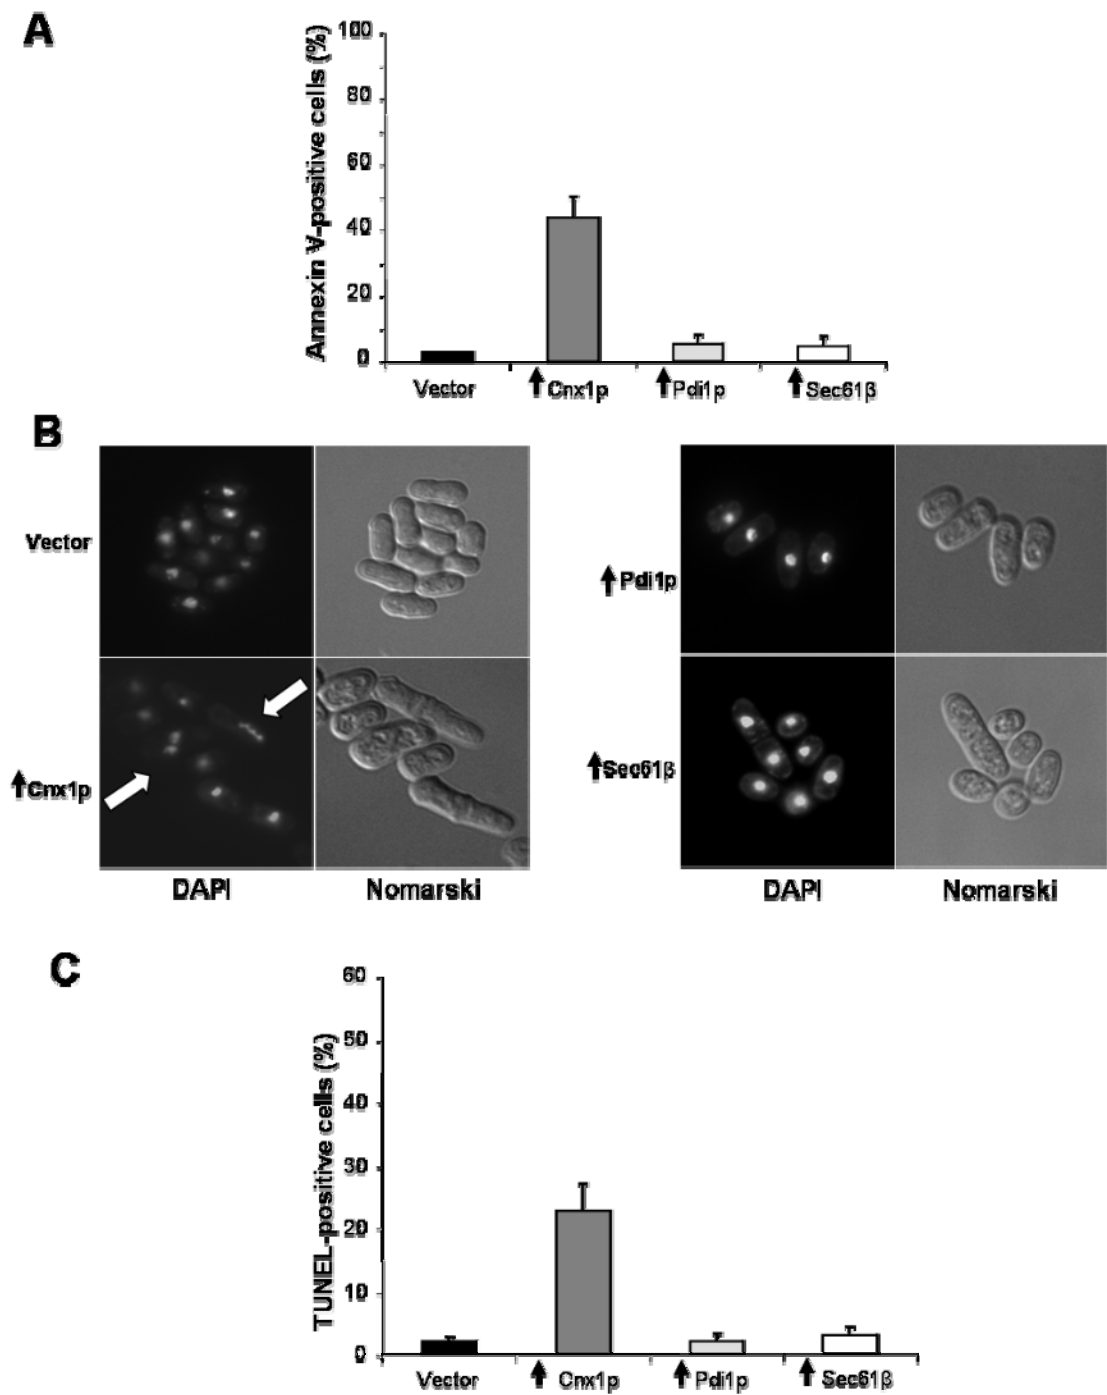 A
Annexin V-positive cells (%)
100
80
60
40
20
0
Vector
↑Cnx1p
↑Pdi1p
↑Sec61β
B
Vector
↑Cnx1p
↑Pdi1p
↑Sec61β
DAPI
Nomarski
DAPI
Nomarski
C
TUNEL-positive cells (%)
60
50
40
30
20
10
0
Vector
↑Cnx1p
↑Pdi1p
↑Sec61β